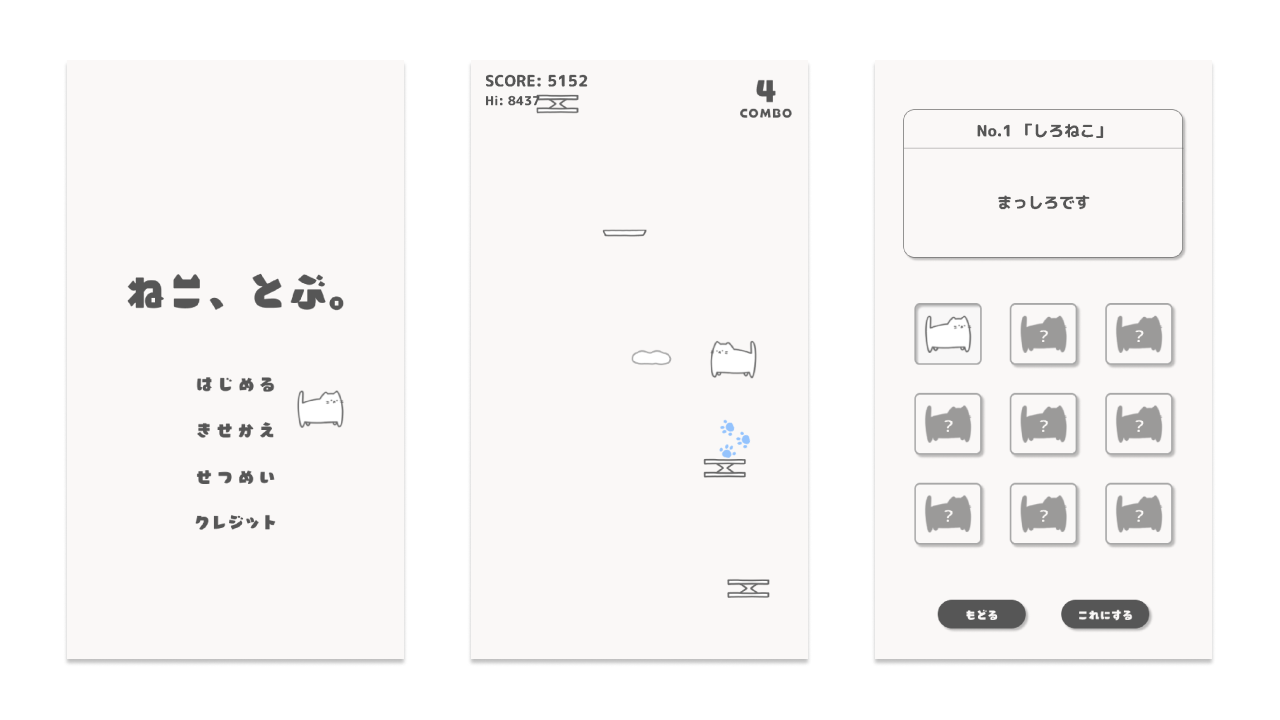 ねこ、とぶ。
はじめる
きせかえ
せつめい
クレジット
SCORE: 5152
Hi: 8437
4
COMBO
No.1 「しろねこ」
まっしろです
? ?
? ? ?
? ? ?
もどる
これにする